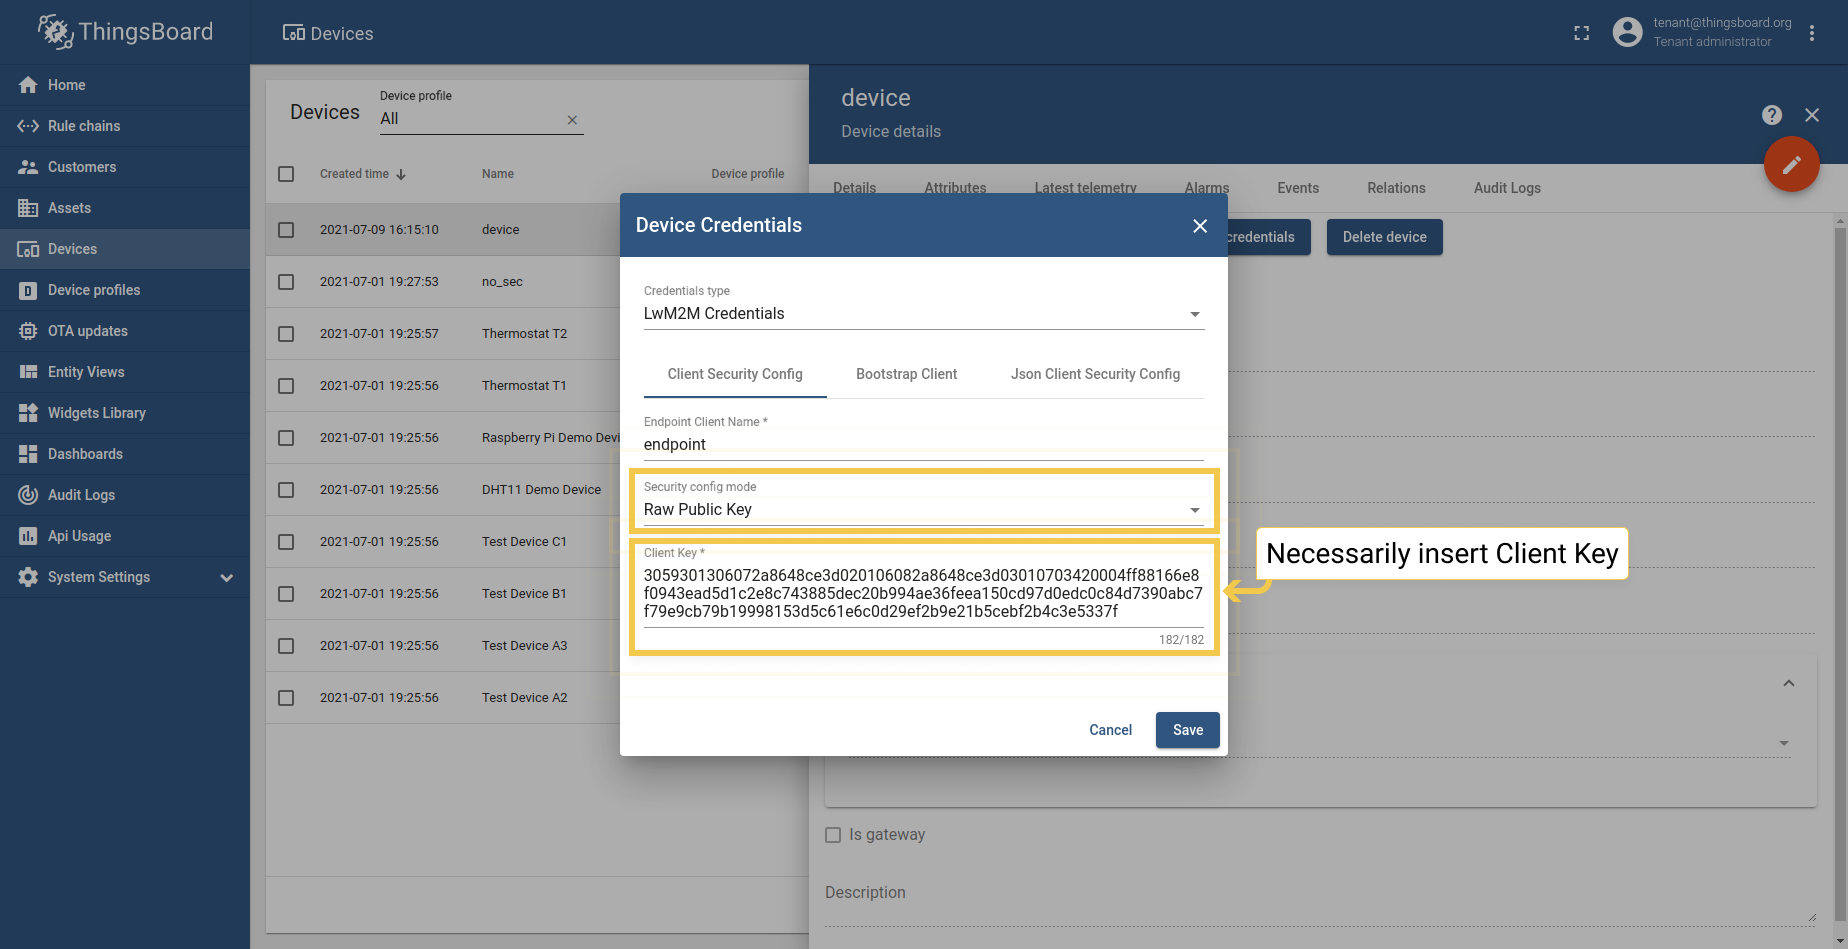 ThingsBoard
Devices
tenant@thingsboard.org
Tenant administrator
Home
Rule chains
Customers
Assets
Devices
Device profiles
OTA updates
Entity Views
Widgets Library
Dashboards
Audit Logs
Api Usage
System Settings
Devices
Device profile
All
Created time
Name
Device profile
2021-07-09 16:15:10 device
2021-07-01 19:27:53 no_sec
2021-07-01 19:25:57 Thermostat T2
2021-07-01 19:25:56 Thermostat T1
2021-07-01 19:25:56 Raspberry Pi Demo Devi
2021-07-01 19:25:56 DHT11 Demo Device
2021-07-01 19:25:56 Test Device C1
2021-07-01 19:25:56 Test Device B1
2021-07-01 19:25:56 Test Device A3
2021-07-01 19:25:56 Test Device A2
device
Device details
Details Attributes Latest telemetry Alarms Events Relations Audit Logs
credentials
Delete device
Device Credentials
Credentials type
LwM2M Credentials
Client Security Config Bootstrap Client Json Client Security Config
Endpoint Client Name *
endpoint
Security config mode
Raw Public Key
Client Key *
3059301306072a8648ce3d020106082a8648ce3d03010703420004ff88166e8
f0943ead5d1c2e8c743885dec20b994ae36feea150cd97d0edc0c84d7390abc7
f79e9cb79b19998153d5c61e6c0d29ef2b9e21b5cebf2b4c3e5337f
182/182
Cancel
Save
Necessarily insert Client Key
Is gateway
Description